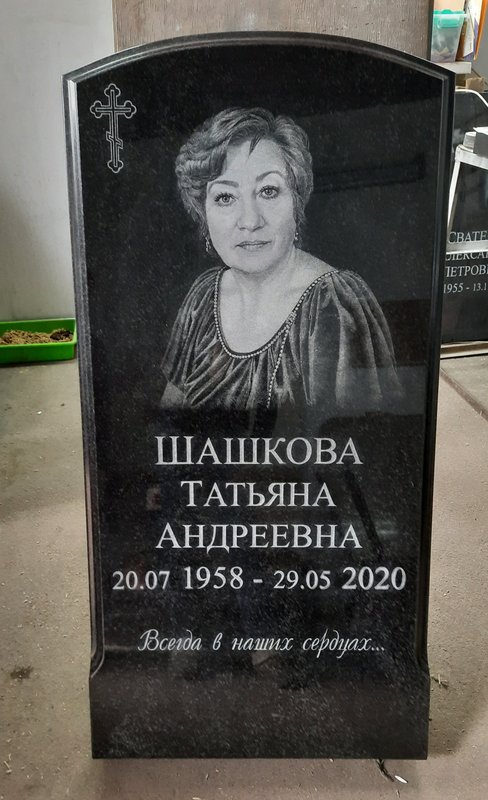 ШАШКОВА
ТАТЬЯНА
АНДРЕЕВНА
20.07 1958 - 29.05 2020
Всегда в наших сердцах...